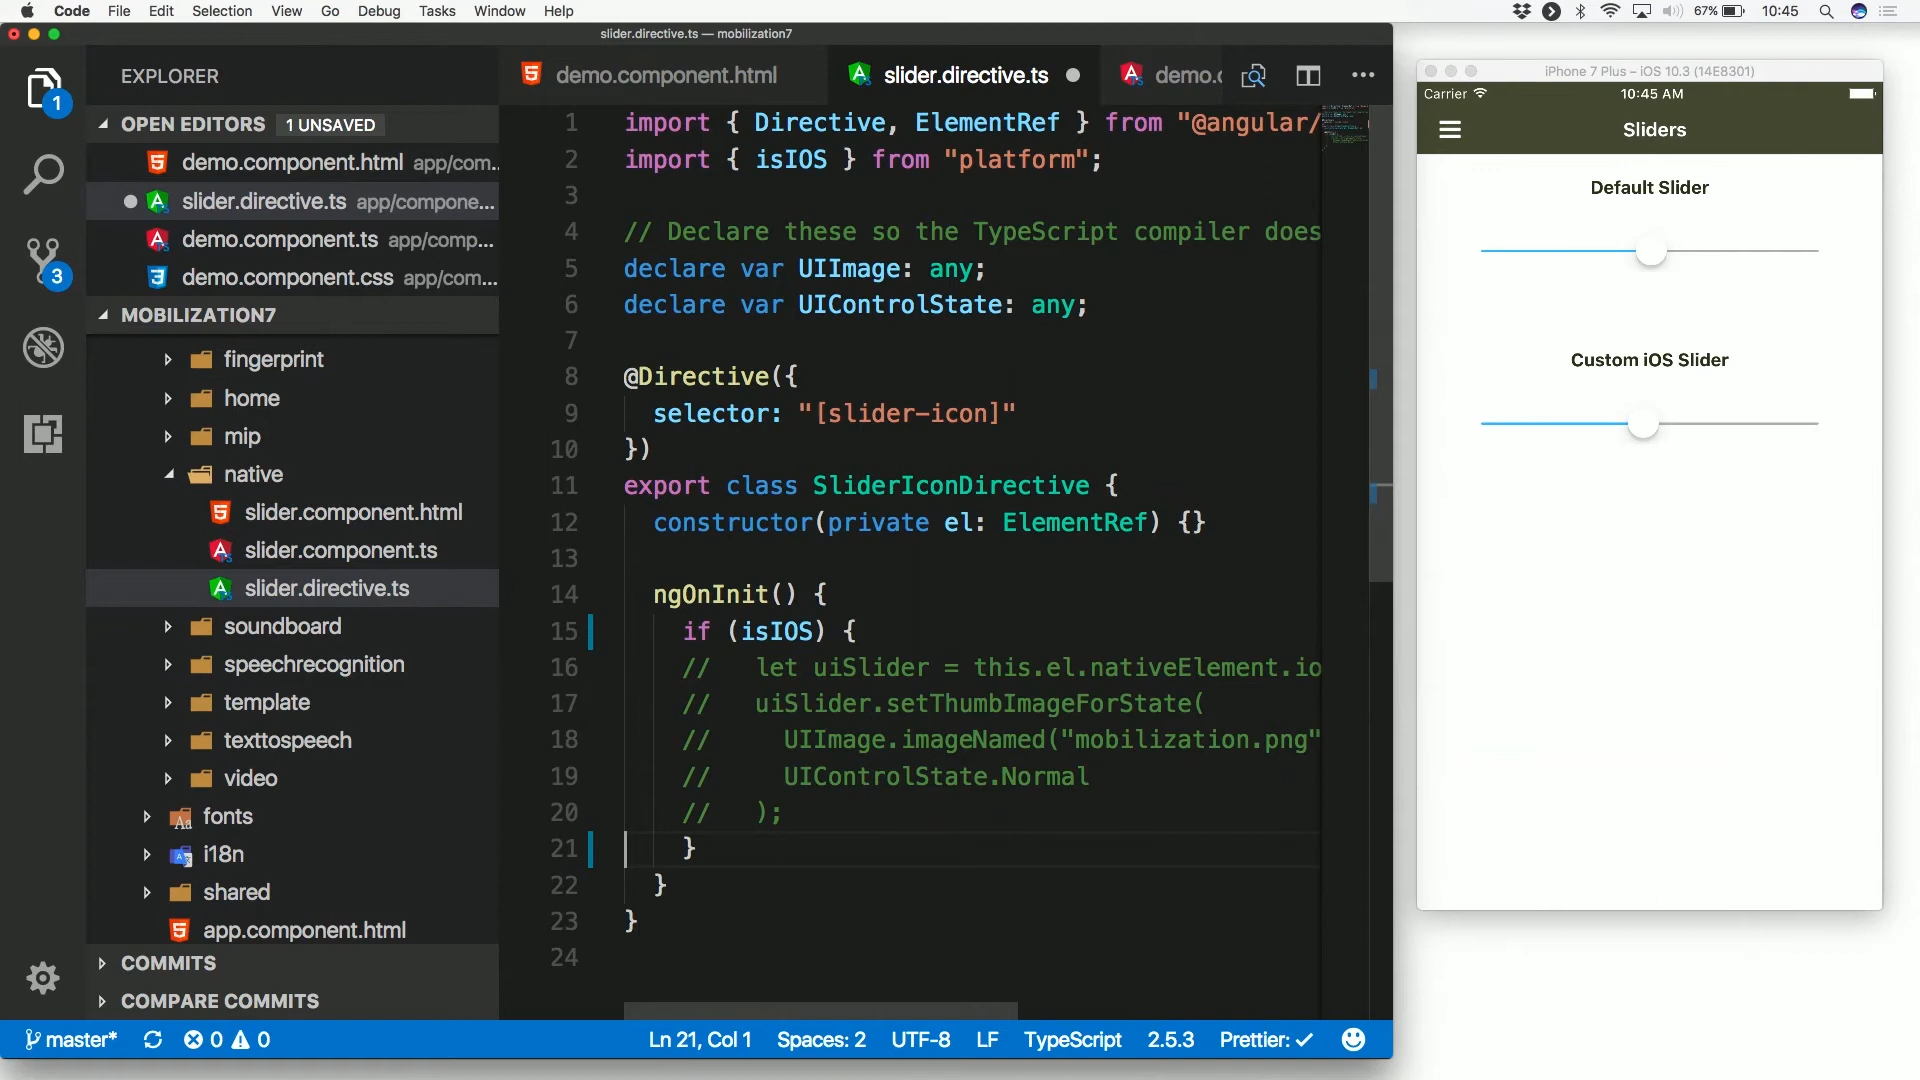 Code File Edit Selection View Go Debug Tasks Window Help
67% 10:45
slider.directive.ts — mobilization7
EXPLORER
1
OPEN EDITORS 1 UNSAVED
demo.component.html app/com...
slider.directive.ts app/compone...
demo.component.ts app/comp...
demo.component.css app/com...
3
MOBILIZATION7
fingerprint
home
mip
native
slider.component.html
slider.component.ts
slider.directive.ts
soundboard
speechrecognition
template
texttospeech
video
fonts
i18n
shared
app.component.html
COMMITS
COMPARE COMMITS
demo.component.html slider.directive.ts demo.c
1 import { Directive, ElementRef } from "@angular/
2 import { isIOS } from "platform";
3
4 // Declare these so the TypeScript compiler does
5 declare var UIImage: any;
6 declare var UIControlState: any;
7
8 @Directive({
9 selector: "[slider-icon]"
10 })
11 export class SliderIconDirective {
12 constructor(private el: ElementRef) {}
13
14 ngOnInit() {
15 if (isIOS) {
16 // let uiSlider = this.el.nativeElement.io
17 // uiSlider.setThumbImageForState(
18 // UIImage.imageNamed("mobilization.png"
19 // UIControlState.Normal
20 // );
21 }
22 }
23 }
24
master* 0 0 Ln 21, Col 1 Spaces: 2 UTF-8 LF TypeScript 2.5.3 Prettier: ✓
iPhone 7 Plus – iOS 10.3 (14E8301)
Carrier 10:45 AM
Sliders
Default Slider
Custom iOS Slider